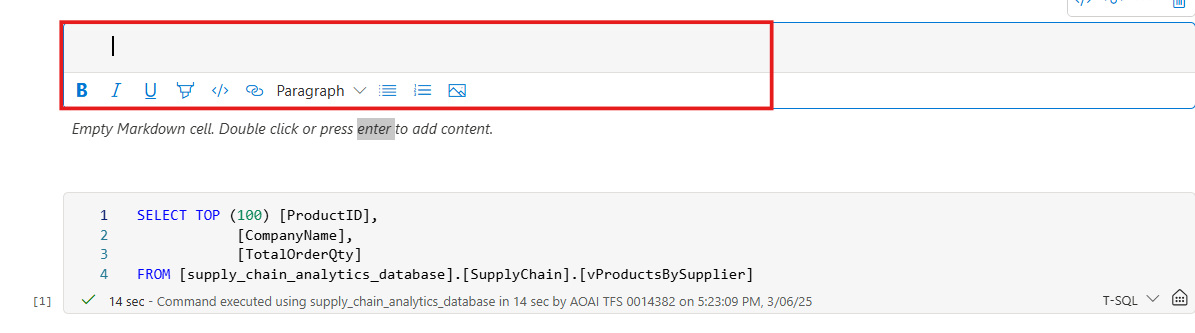 B I U </> Paragraph
Empty Markdown cell. Double click or press enter to add content.
1 SELECT TOP (100) [ProductID],
2 [CompanyName],
3 [TotalOrderQty]
4 FROM [supply_chain_analytics_database].[SupplyChain].[vProductsBySupplier]
[1] 14 sec - Command executed using supply_chain_analytics_database in 14 sec by AOAI TFS 0014382 on 5:23:09 PM, 3/06/25 T-SQL